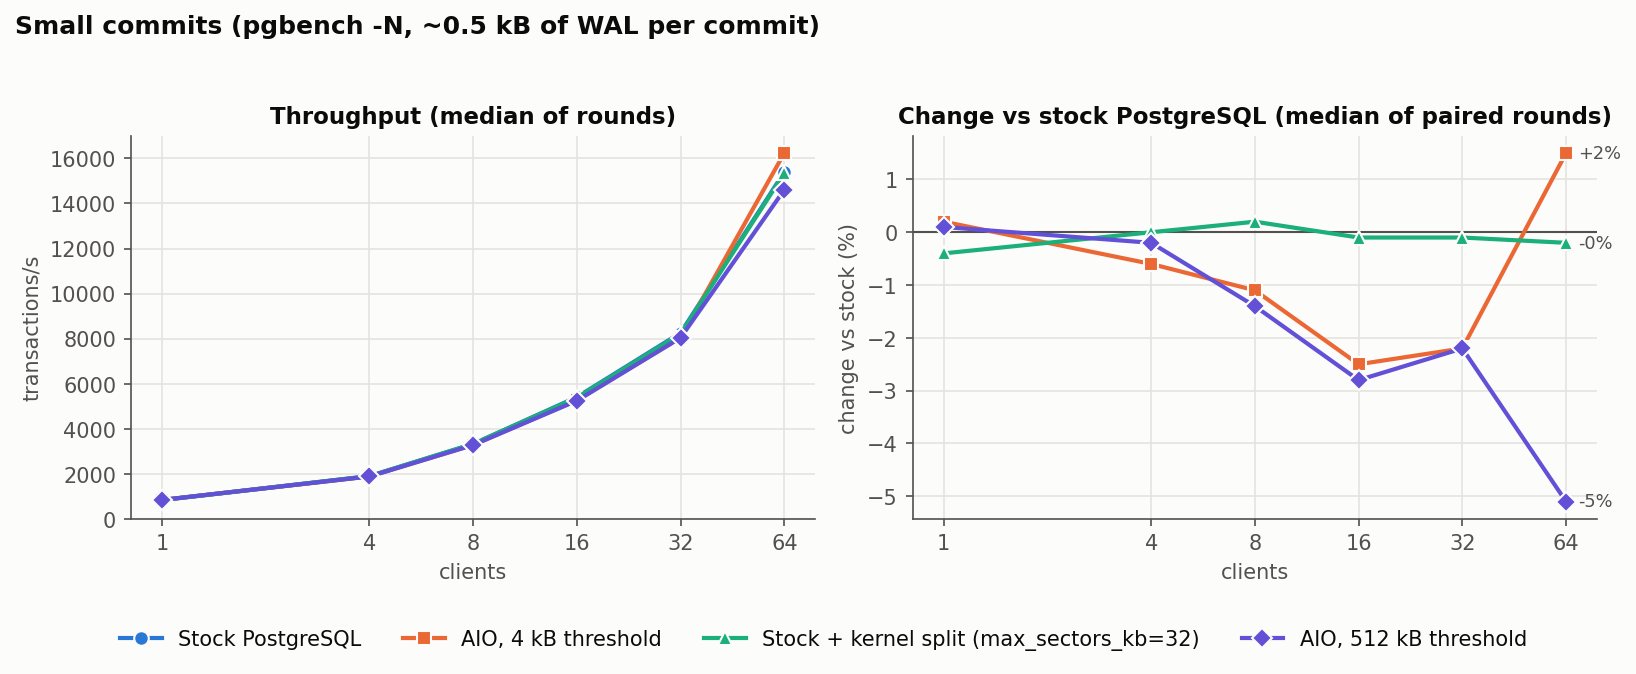 Small commits (pgbench -N, ~0.5 kB of WAL per commit)
Throughput (median of rounds)
transactions/s
16000
14000
12000
10000
8000
6000
4000
2000
0
1 4 8 16 32 64
clients
Change vs stock PostgreSQL (median of paired rounds)
change vs stock (%)
1
0
−1
−2
−3
−4
−5
+2%
-0%
-5%
1 4 8 16 32 64
clients
Stock PostgreSQL
AIO, 4 kB threshold
Stock + kernel split (max_sectors_kb=32)
AIO, 512 kB threshold